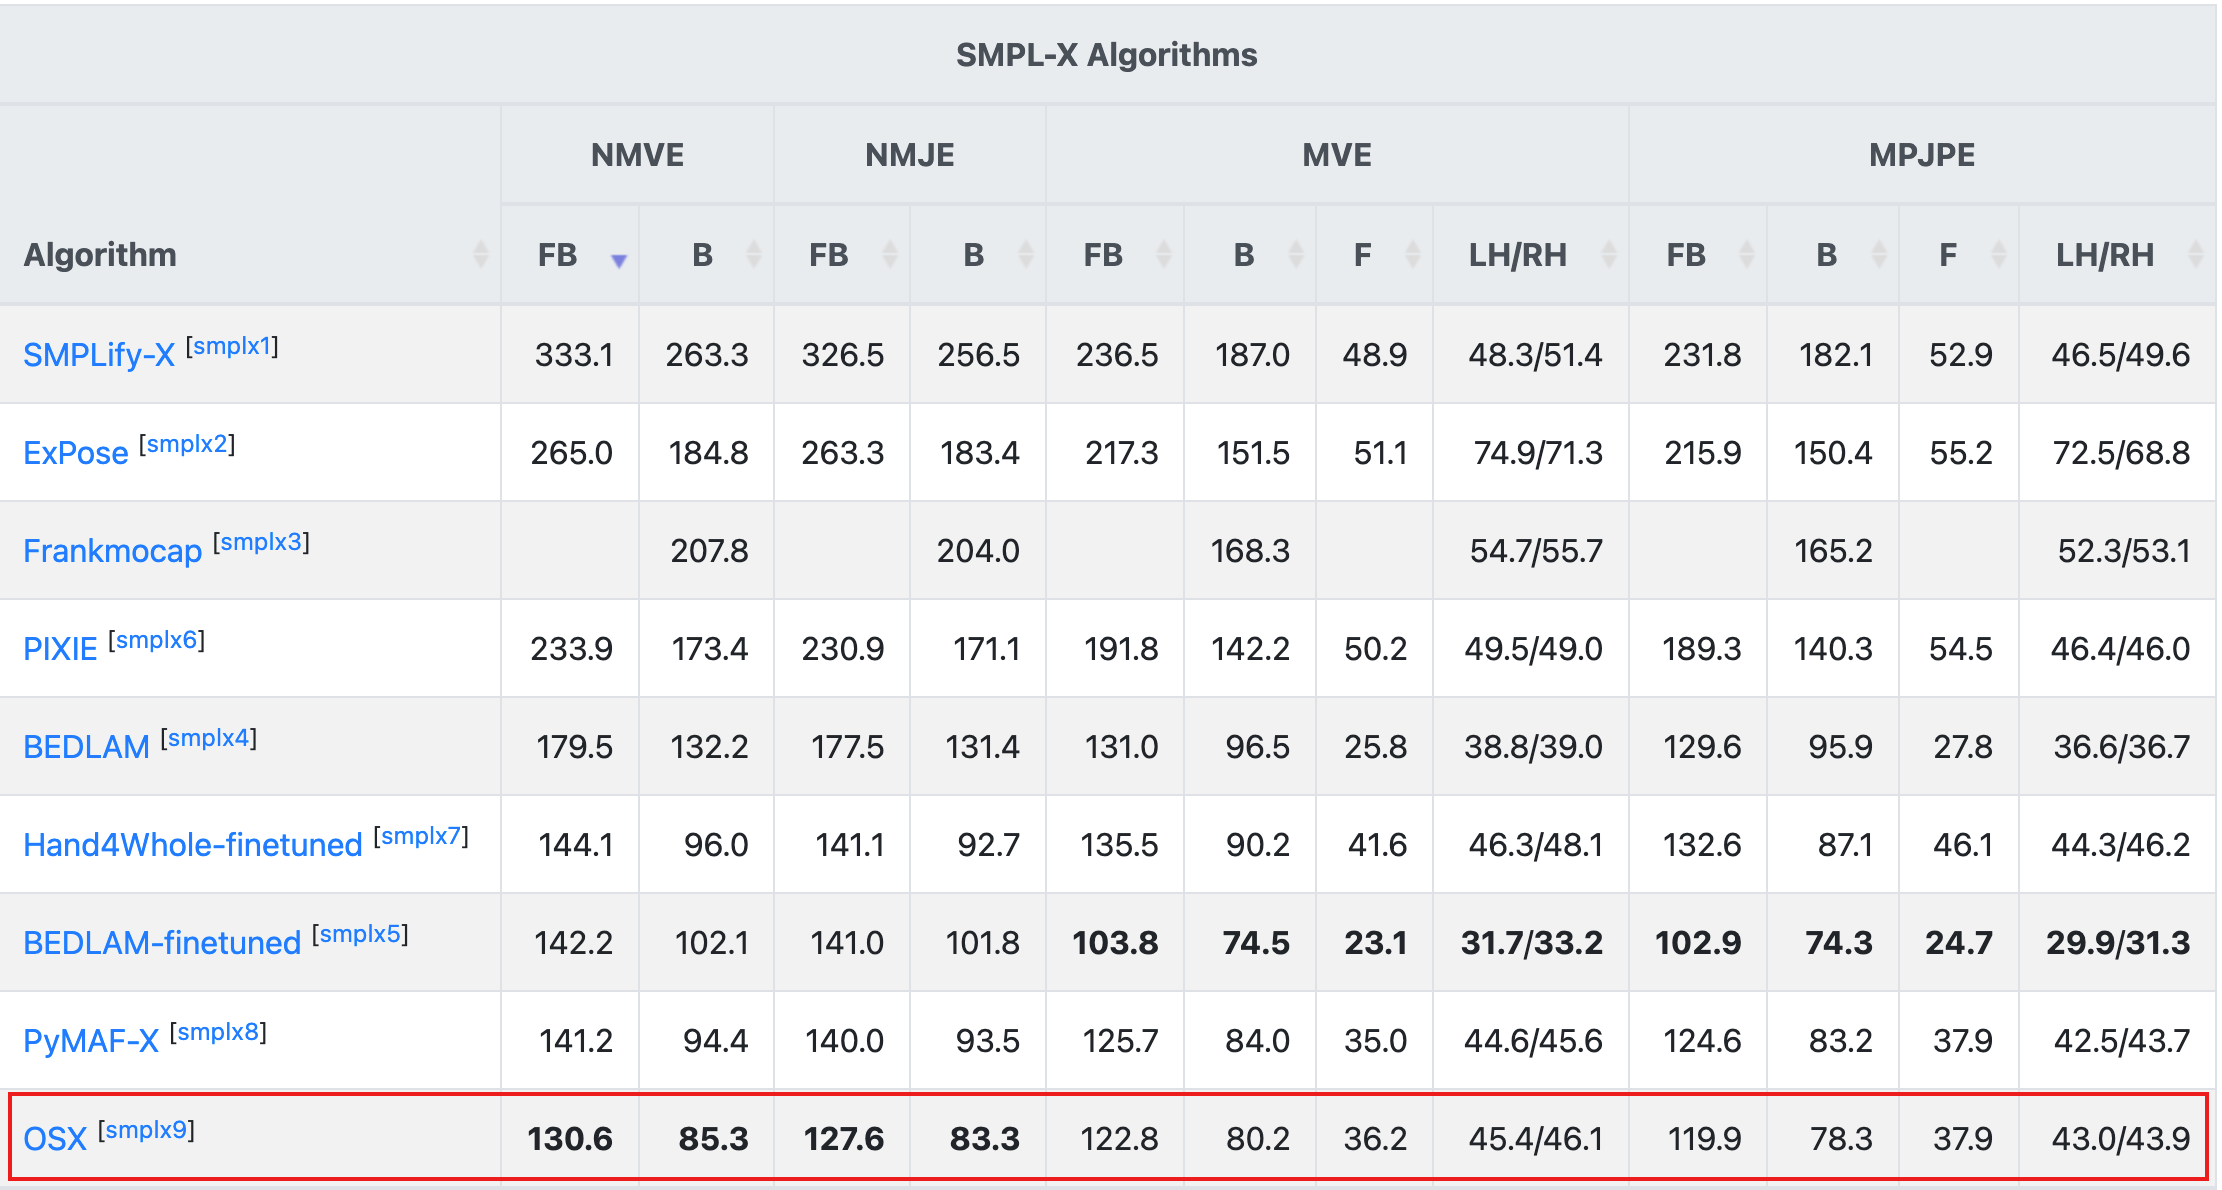 SMPL-X Algorithms
NMVE NMJE MVE MPJPE
Algorithm FB B FB B FB B F LH/RH FB B F LH/RH
SMPLify-X [smplx1] 333.1 263.3 326.5 256.5 236.5 187.0 48.9 48.3/51.4 231.8 182.1 52.9 46.5/49.6
ExPose [smplx2] 265.0 184.8 263.3 183.4 217.3 151.5 51.1 74.9/71.3 215.9 150.4 55.2 72.5/68.8
Frankmocap [smplx3] 207.8 204.0 168.3 54.7/55.7 165.2 52.3/53.1
PIXIE [smplx6] 233.9 173.4 230.9 171.1 191.8 142.2 50.2 49.5/49.0 189.3 140.3 54.5 46.4/46.0
BEDLAM [smplx4] 179.5 132.2 177.5 131.4 131.0 96.5 25.8 38.8/39.0 129.6 95.9 27.8 36.6/36.7
Hand4Whole-finetuned [smplx7] 144.1 96.0 141.1 92.7 135.5 90.2 41.6 46.3/48.1 132.6 87.1 46.1 44.3/46.2
BEDLAM-finetuned [smplx5] 142.2 102.1 141.0 101.8 103.8 74.5 23.1 31.7/33.2 102.9 74.3 24.7 29.9/31.3
PyMAF-X [smplx8] 141.2 94.4 140.0 93.5 125.7 84.0 35.0 44.6/45.6 124.6 83.2 37.9 42.5/43.7
OSX [smplx9] 130.6 85.3 127.6 83.3 122.8 80.2 36.2 45.4/46.1 119.9 78.3 37.9 43.0/43.9